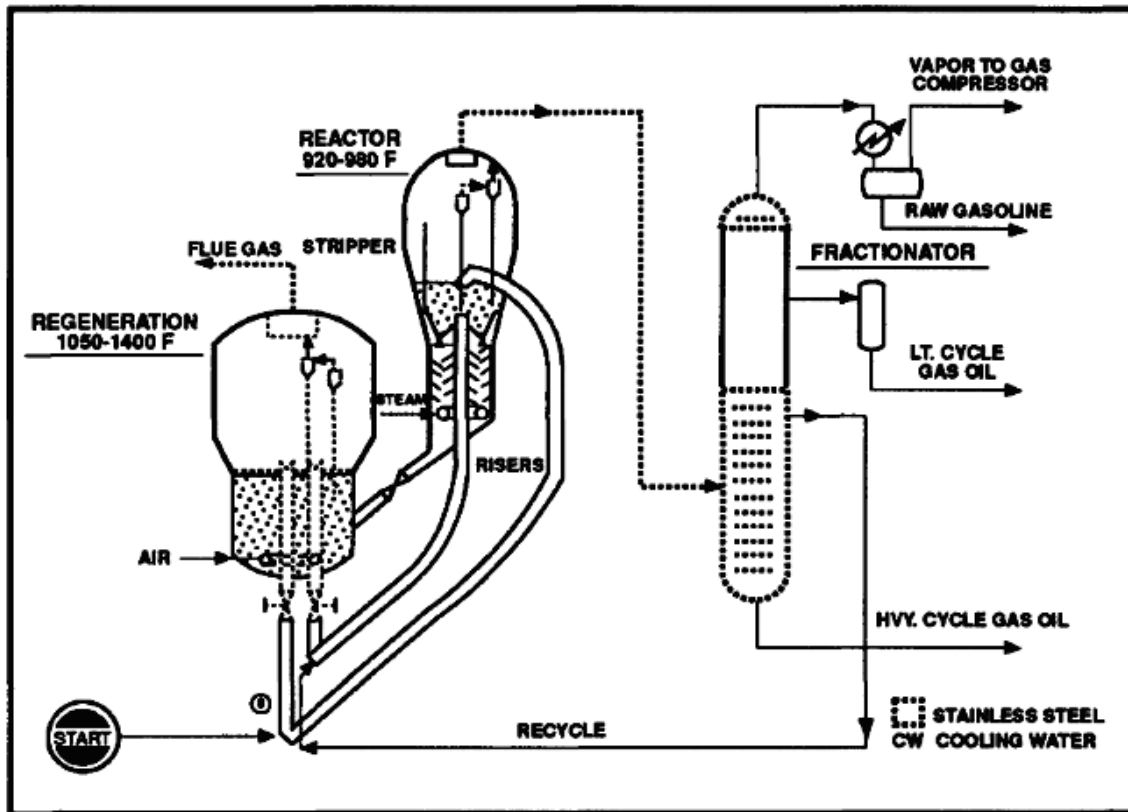 VAPOR TO GAS
COMPRESSOR
REACTOR
920-980 F
RAW GASOLINE
FLUE GAS
STRIPPER
FRACTIONATOR
REGENERATION
1050-1400 F
LT. CYCLE
GAS OIL
STEAM
RISERS
AIR
HVY. CYCLE GAS OIL
START
RECYCLE
STAINLESS STEEL
CW COOLING WATER